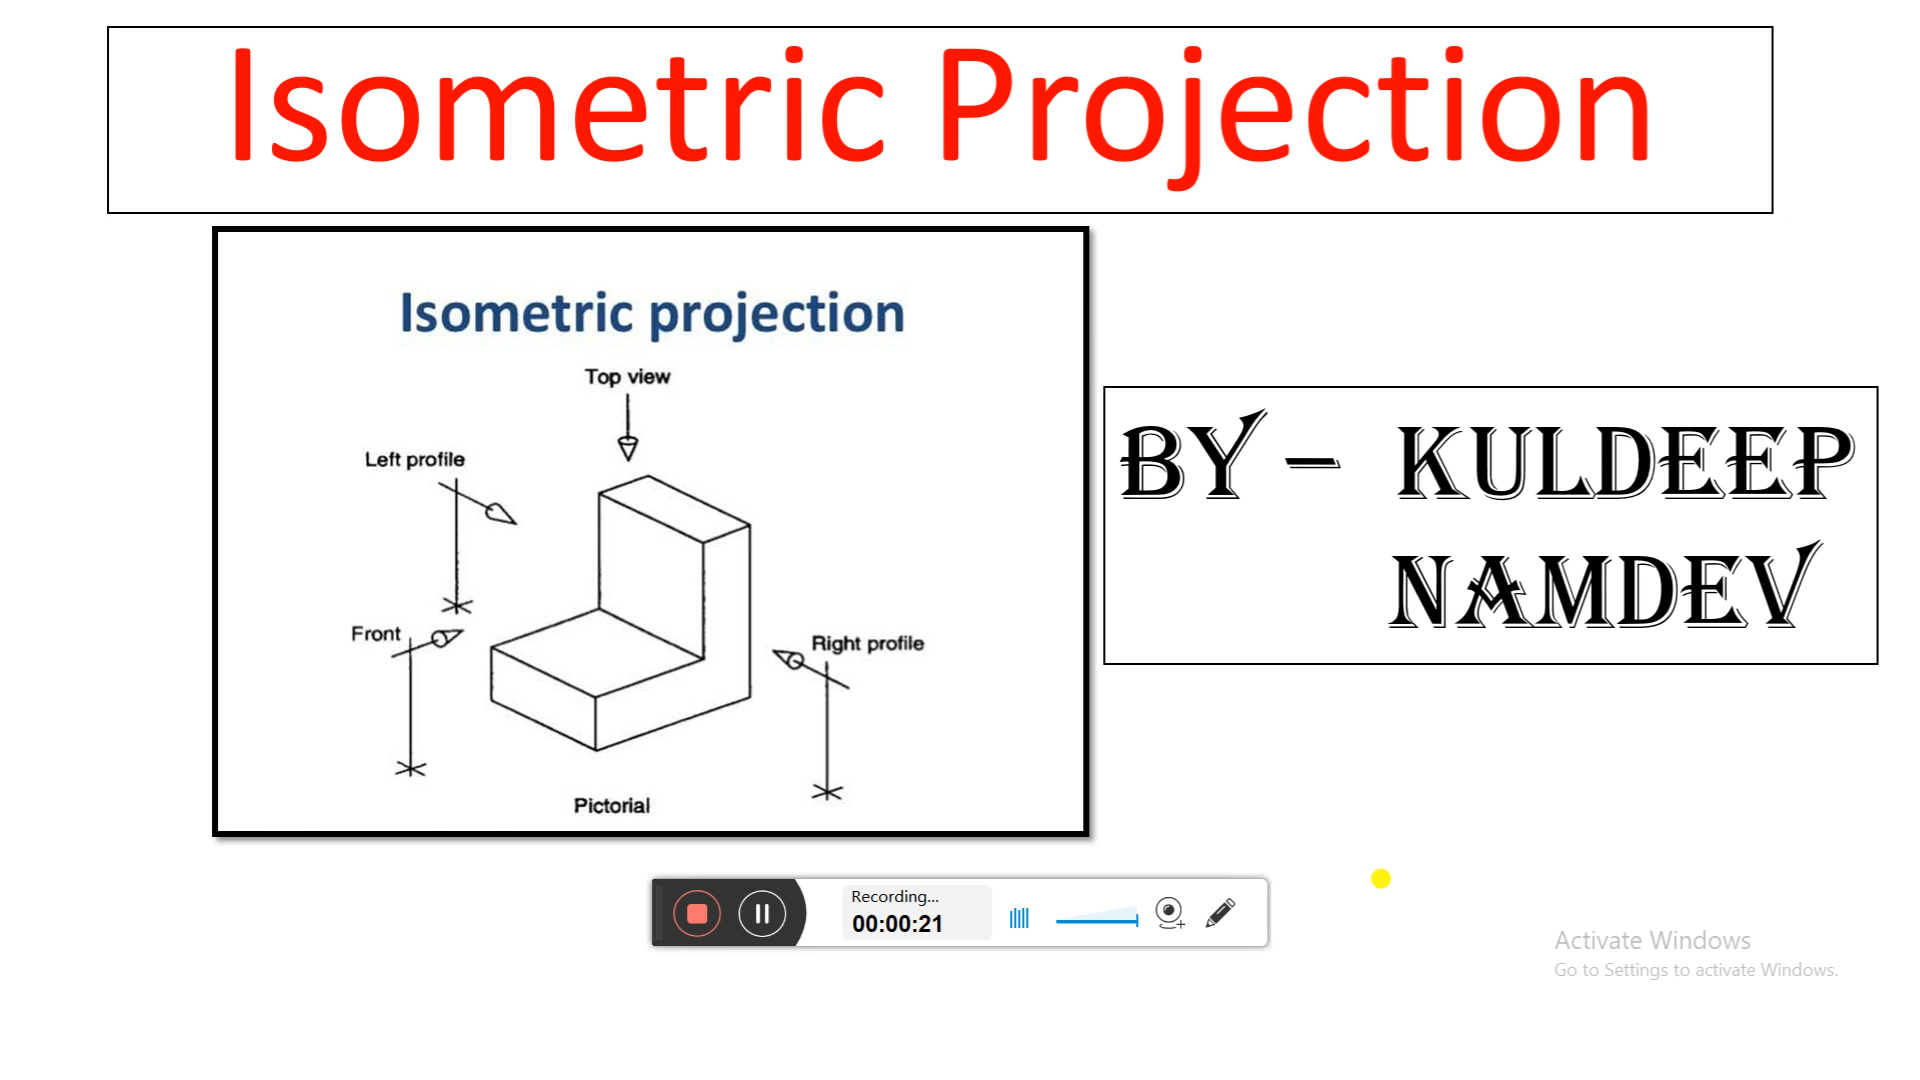 Isometric Projection
Isometric projection
Top view
Left profile
Front
Right profile
Pictorial
BY – KULDEEP
NAMDEV
Recording...
00:00:21
Activate Windows
Go to Settings to activate Windows.